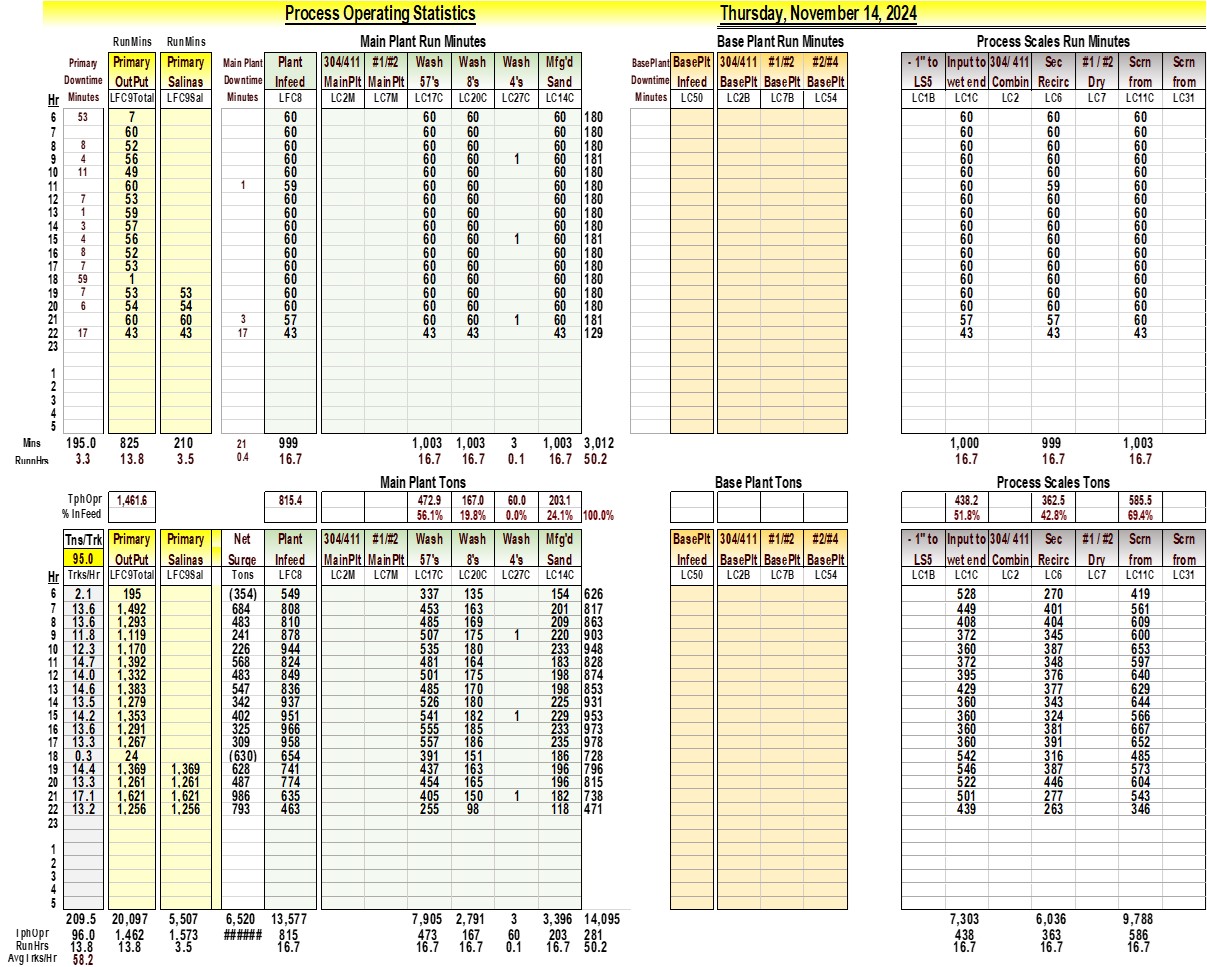 Process Operating Statistics Thursday, November 14, 2024
RunMins RunMins Main Plant Run Minutes Base Plant Run Minutes Process Scales Run Minutes
Primary Primary Primary Main Plant Plant 304/411 #1/#2 Wash Wash Wash Mfg'd BasePlant BasePlt 304/411 #1/#2 #2/#4 - 1" to Input to 304/ 411 Sec #1 / #2 Scrn Scrn
Downtime OutPut Salinas Downtime Infeed MainPlt MainPlt 57's 8's 4's Sand Downtime Infeed BasePlt BasePlt BasePlt LS5 wet end Combin Recirc Dry from from
Hr Minutes LFC9Total LFC9Sal Minutes LFC8 LC2M LC7M LC17C LC20C LC27C LC14C Minutes LC50 LC2B LC7B LC54 LC1B LC1C LC2 LC6 LC7 LC11C LC31
6 53 7 60 60 60 60 180 60 60 60
7 60 60 60 60 60 180 60 60 60
8 8 52 60 60 60 60 180 60 60 60
9 4 56 60 60 60 1 60 181 60 60 60
10 11 49 60 60 60 60 180 60 60 60
11 60 1 59 60 60 60 180 60 59 60
12 7 53 60 60 60 60 180 60 60 60
13 1 59 60 60 60 60 180 60 60 60
14 3 57 60 60 60 60 180 60 60 60
15 4 56 60 60 60 1 60 181 60 60 60
16 8 52 60 60 60 60 180 60 60 60
17 7 53 60 60 60 60 180 60 60 60
18 59 1 60 60 60 60 180 60 60 60
19 7 53 53 60 60 60 60 180 60 60 60
20 6 54 54 60 60 60 60 180 60 60 60
21 60 60 3 57 60 60 1 60 181 57 57 60
22 17 43 43 17 43 43 43 43 129 43 43 43
23
1
2
3
4
5
Mins 195.0 825 210 21 999 1,003 1,003 3 1,003 3,012 1,000 999 1,003
RunnHrs 3.3 13.8 3.5 0.4 16.7 16.7 16.7 0.1 16.7 50.2 16.7 16.7 16.7
Main Plant Tons Base Plant Tons Process Scales Tons
TphOpr 1,461.6 815.4 472.9 167.0 60.0 203.1 438.2 362.5 585.5
% InFeed 56.1% 19.8% 0.0% 24.1% 100.0% 51.8% 42.8% 69.4%
Tns/Trk Primary Primary Net Plant 304/411 #1/#2 Wash Wash Wash Mfg'd BasePlt 304/411 #1/#2 #2/#4 - 1" to Input to 304/ 411 Sec #1 / #2 Scrn Scrn
95.0 OutPut Salinas Surge Infeed MainPlt MainPlt 57's 8's 4's Sand Infeed BasePlt BasePlt BasePlt LS5 wet end Combin Recirc Dry from from
Hr Trks/Hr LFC9Total LFC9Sal Tons LFC8 LC2M LC7M LC17C LC20C LC27C LC14C LC50 LC2B LC7B LC54 LC1B LC1C LC2 LC6 LC7 LC11C LC31
6 2.1 195 (354) 549 337 135 154 626 528 270 419
7 13.6 1,492 684 808 453 163 201 817 449 401 561
8 13.6 1,293 483 810 485 169 209 863 408 404 609
9 11.8 1,119 241 878 507 175 1 220 903 372 345 600
10 12.3 1,170 226 944 535 180 233 948 360 387 653
11 14.7 1,392 568 824 481 164 183 828 372 348 597
12 14.0 1,332 483 849 501 175 198 874 395 376 640
13 14.6 1,383 547 836 485 170 198 853 429 377 629
14 13.5 1,279 342 937 526 180 225 931 360 343 644
15 14.2 1,353 402 951 541 182 1 229 953 360 324 566
16 13.6 1,291 325 966 555 185 233 973 360 381 667
17 13.3 1,267 309 958 557 186 235 978 360 391 652
18 0.3 24 (630) 654 391 151 186 728 542 316 485
19 14.4 1,369 1,369 628 741 437 163 196 796 546 387 573
20 13.3 1,261 1,261 487 774 454 165 196 815 522 446 604
21 17.1 1,621 1,621 986 635 405 150 1 182 738 501 277 543
22 13.2 1,256 1,256 793 463 255 98 118 471 439 263 346
23
1
2
3
4
5
209.5 20,097 5,507 6,520 13,577 7,905 2,791 3 3,396 14,095 7,303 6,036 9,788
TphOpr 96.0 1,462 1,573 ###### 815 473 167 60 203 281 438 363 586
RunHrs 13.8 13.8 3.5 16.7 16.7 16.7 0.1 16.7 50.2 16.7 16.7 16.7
AvgTrks/Hr 58.2